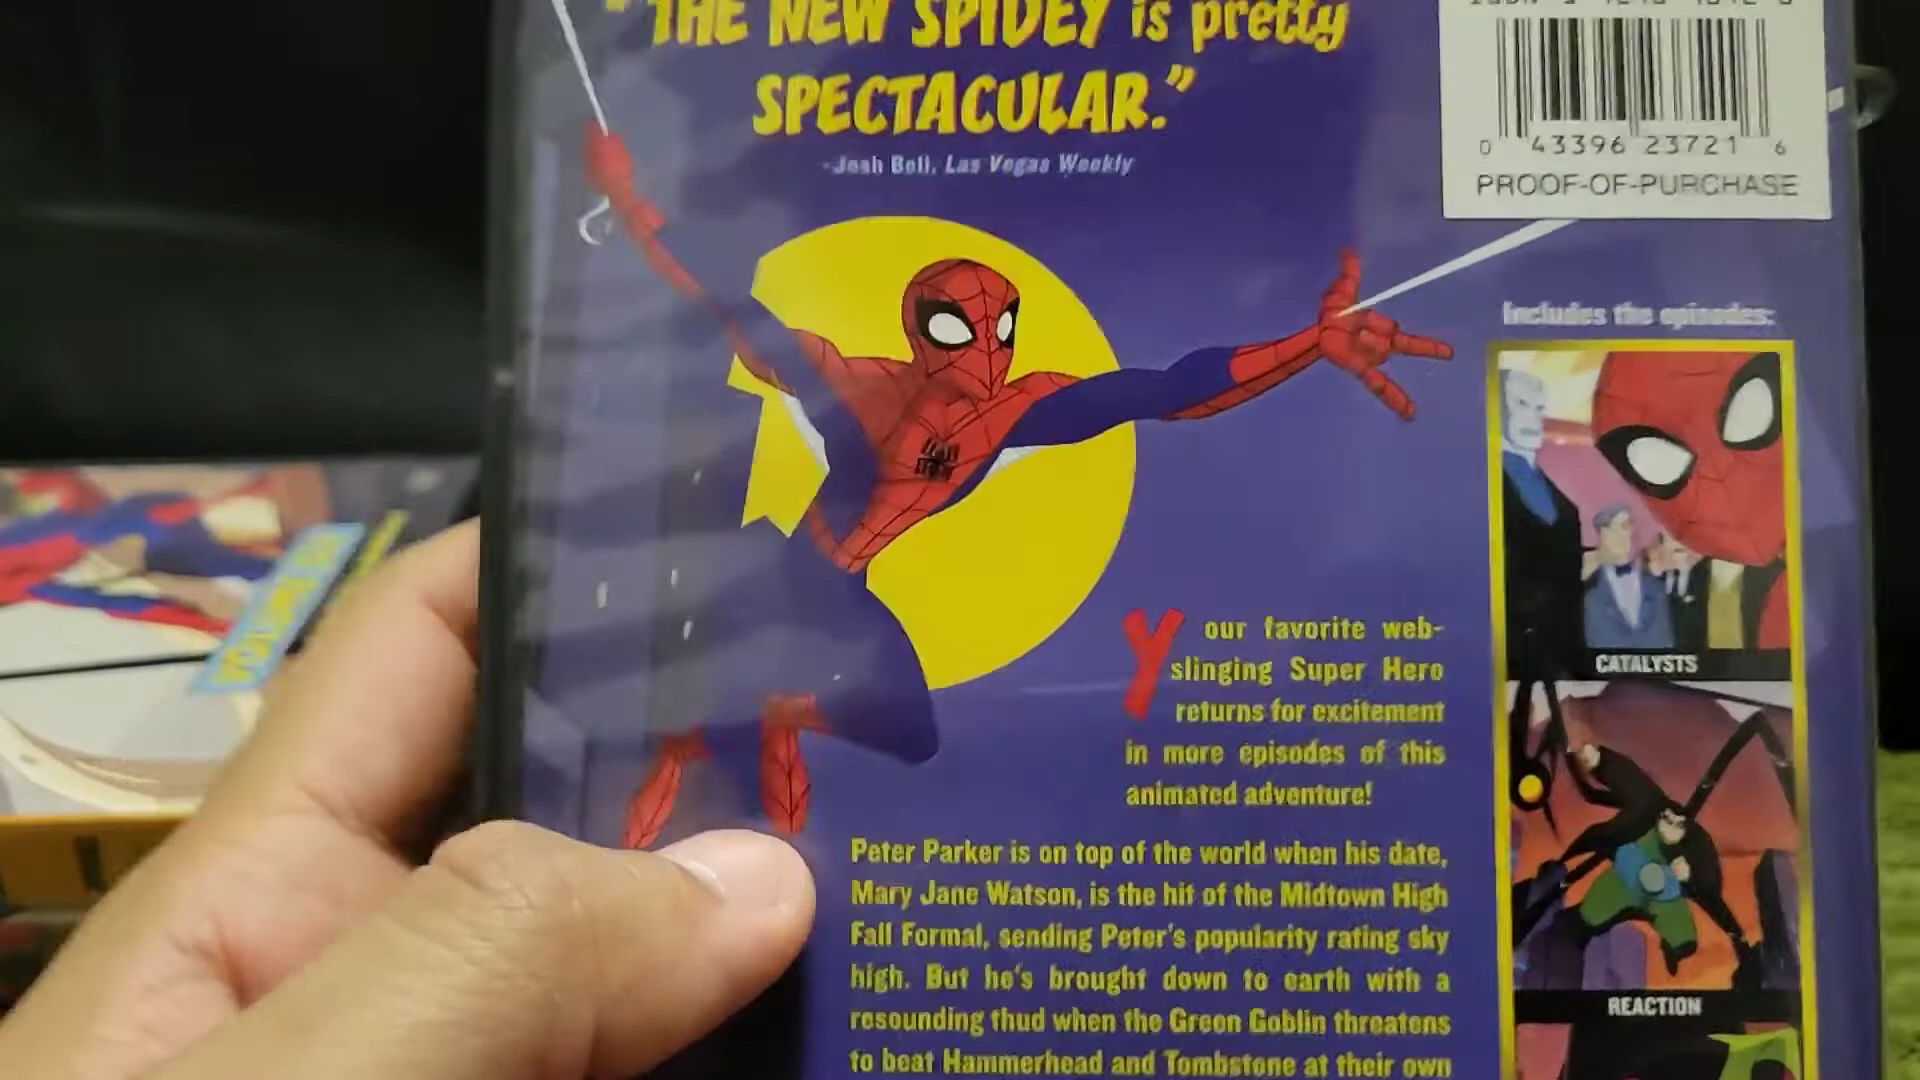 "THE NEW SPIDEY is pretty
SPECTACULAR."
-Josh Bell, Las Vegas Weekly
0 43396 23721 6
PROOF-OF-PURCHASE
Includes the episodes:
CATALYSTS
REACTION
Your favorite web-
slinging Super Hero
returns for excitement
in more episodes of this
animated adventure!
Peter Parker is on top of the world when his date,
Mary Jane Watson, is the hit of the Midtown High
Fall Formal, sending Peter's popularity rating sky
high. But he's brought down to earth with a
resounding thud when the Green Goblin threatens
to beat Hammerhead and Tombstone at their own